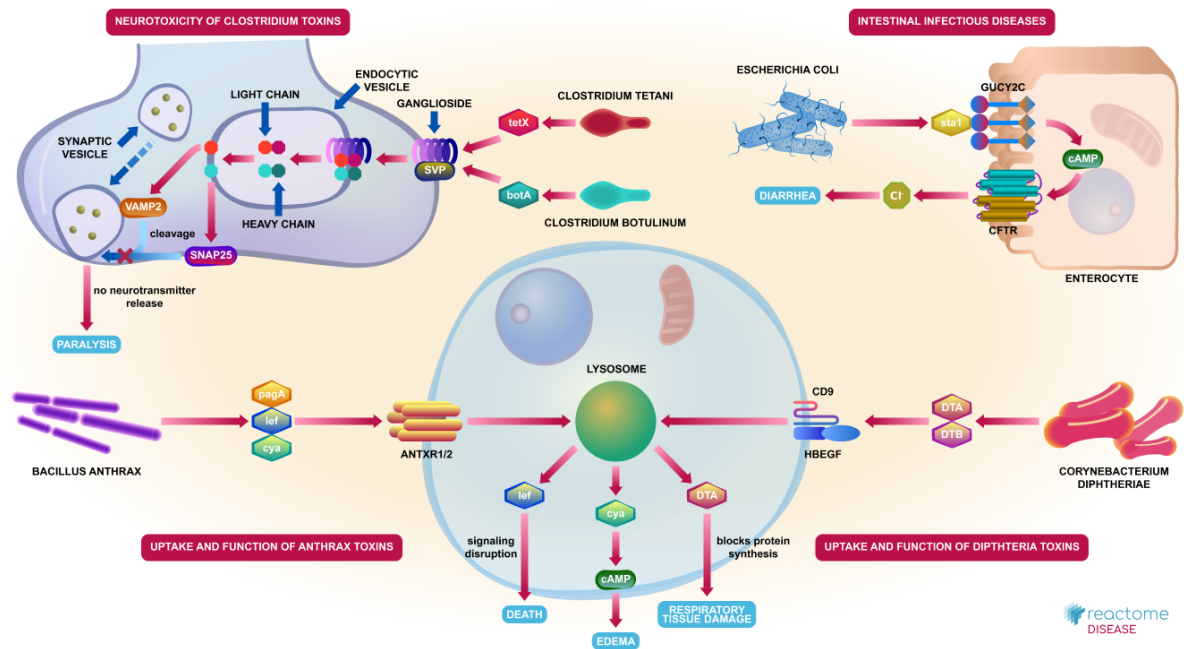 NEUROTOXICITY OF CLOSTRIDIUM TOXINS
INTESTINAL INFECTIOUS DISEASES
ENDOCYTIC
VESICLE
LIGHT CHAIN
GANGLIOSIDE
SYNAPTIC
VESICLE
SVP
tetX
CLOSTRIDIUM TETANI
botA
CLOSTRIDIUM BOTULINUM
VAMP2
HEAVY CHAIN
cleavage
SNAP25
no neurotransmitter
release
PARALYSIS
ESCHERICHIA COLI
GUCY2C
sta1
cAMP
DIARRHEA
Cl-
CFTR
ENTEROCYTE
BACILLUS ANTHRAX
pagA
lef
cya
ANTXR1/2
LYSOSOME
CD9
HBEGF
DTA
DTB
CORYNEBACTERIUM
DIPHTHERIAE
lef
cya
DTA
signaling
disruption
blocks protein
synthesis
cAMP
DEATH
EDEMA
RESPIRATORY
TISSUE DAMAGE
UPTAKE AND FUNCTION OF ANTHRAX TOXINS
UPTAKE AND FUNCTION OF DIPTHTERIA TOXINS
reactome
DISEASE